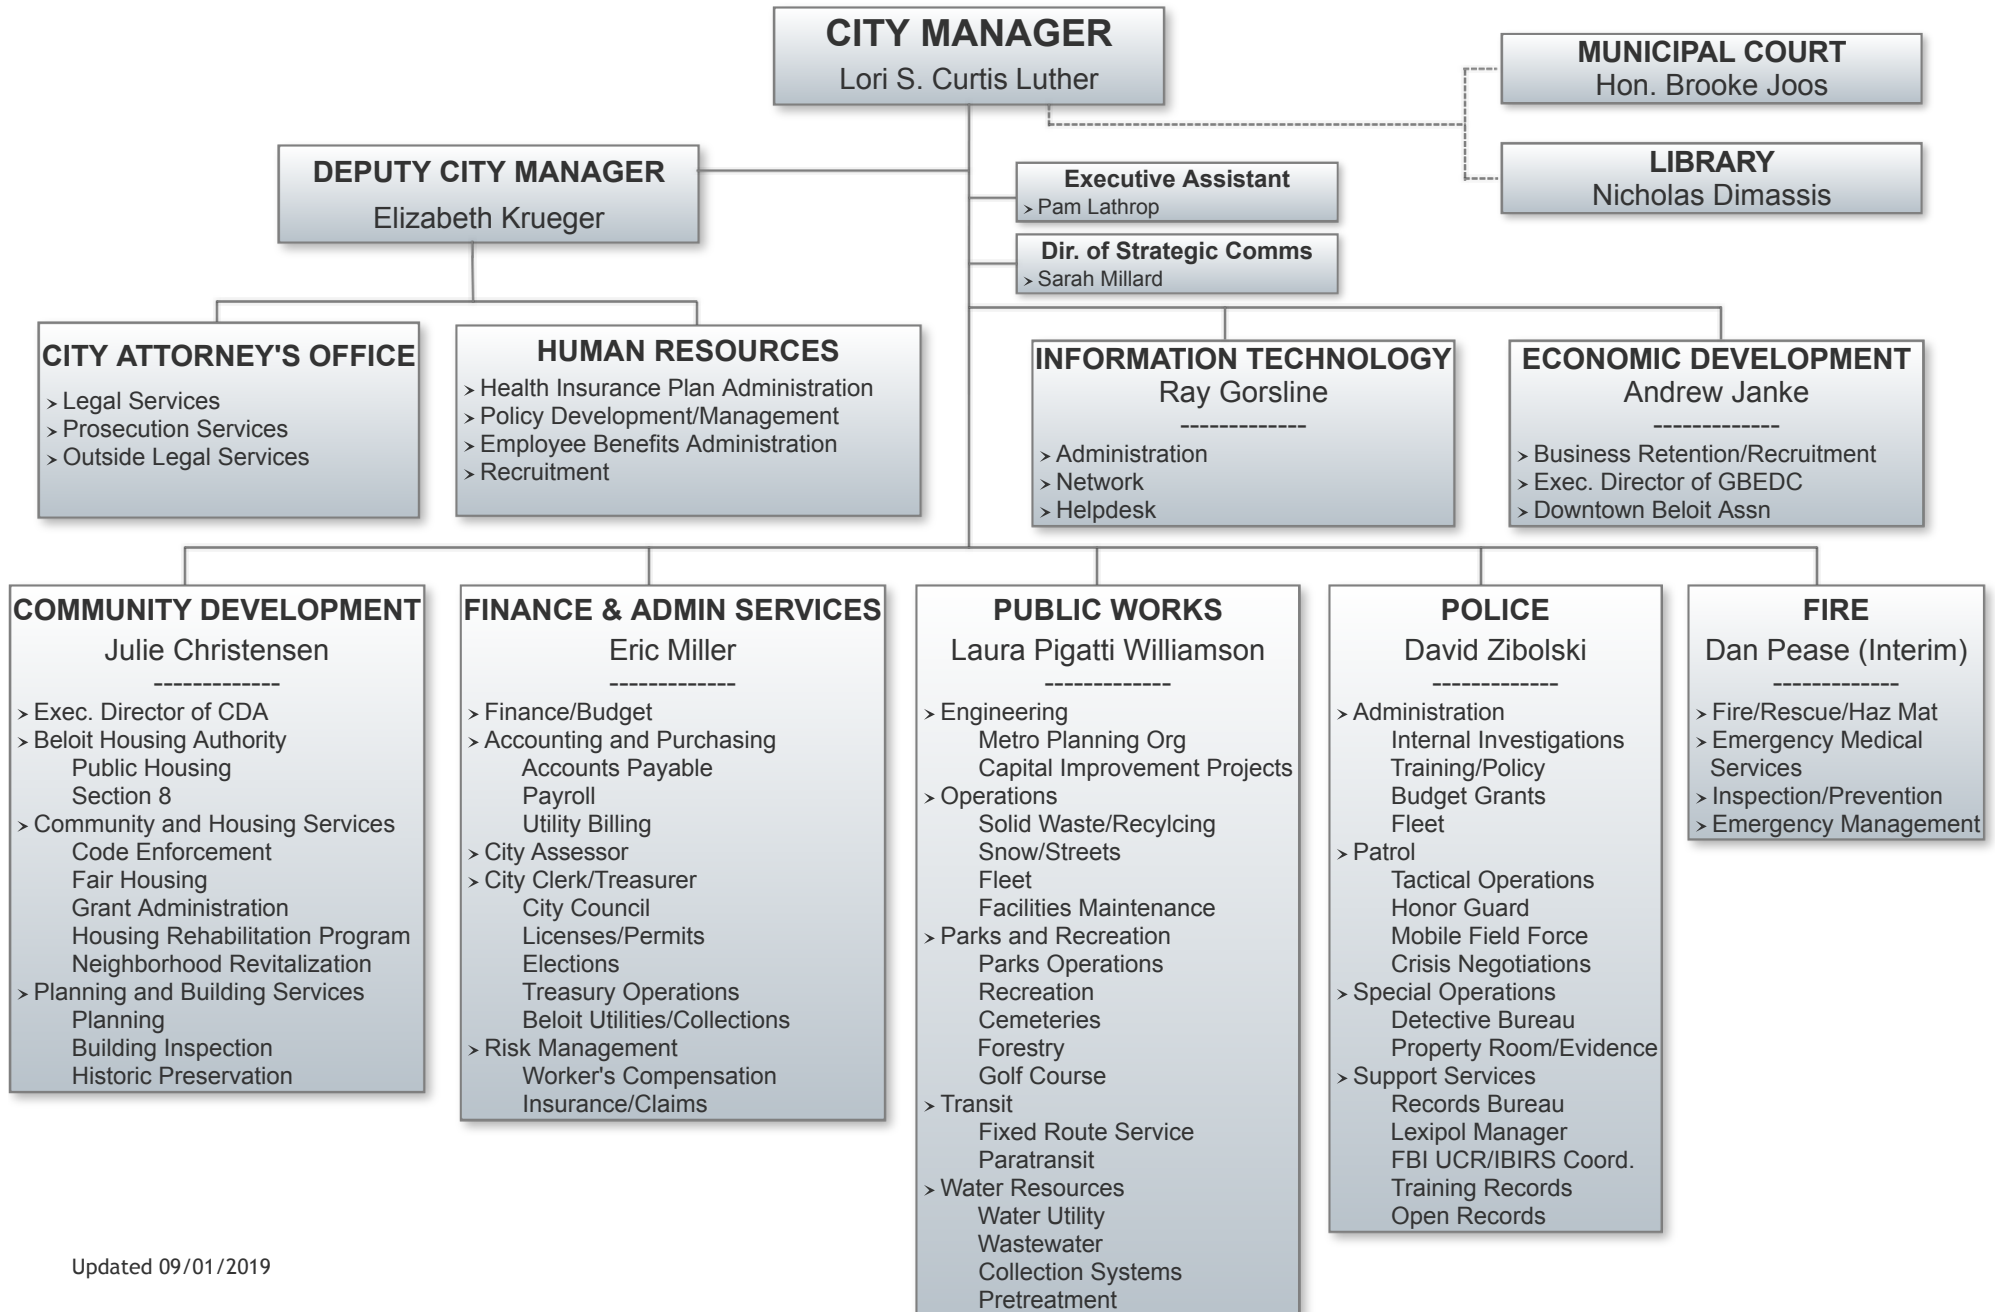 CITY MANAGER
Lori S. Curtis Luther
MUNICIPAL COURT
Hon. Brooke Joos
LIBRARY
Nicholas Dimassis
DEPUTY CITY MANAGER
Elizabeth Krueger
Executive Assistant
> Pam Lathrop
Dir. of Strategic Comms
> Sarah Millard
CITY ATTORNEY'S OFFICE
> Legal Services
> Prosecution Services
> Outside Legal Services
HUMAN RESOURCES
> Health Insurance Plan Administration
> Policy Development/Management
> Employee Benefits Administration
> Recruitment
INFORMATION TECHNOLOGY
Ray Gorsline
-------------
> Administration
> Network
> Helpdesk
ECONOMIC DEVELOPMENT
Andrew Janke
-------------
> Business Retention/Recruitment
> Exec. Director of GBEDC
> Downtown Beloit Assn
COMMUNITY DEVELOPMENT
Julie Christensen
-------------
> Exec. Director of CDA
> Beloit Housing Authority
Public Housing
Section 8
> Community and Housing Services
Code Enforcement
Fair Housing
Grant Administration
Housing Rehabilitation Program
Neighborhood Revitalization
> Planning and Building Services
Planning
Building Inspection
Historic Preservation
FINANCE & ADMIN SERVICES
Eric Miller
-------------
> Finance/Budget
> Accounting and Purchasing
Accounts Payable
Payroll
Utility Billing
> City Assessor
> City Clerk/Treasurer
City Council
Licenses/Permits
Elections
Treasury Operations
Beloit Utilities/Collections
> Risk Management
Worker's Compensation
Insurance/Claims
PUBLIC WORKS
Laura Pigatti Williamson
-------------
> Engineering
Metro Planning Org
Capital Improvement Projects
> Operations
Solid Waste/Recylcing
Snow/Streets
Fleet
Facilities Maintenance
> Parks and Recreation
Parks Operations
Recreation
Cemeteries
Forestry
Golf Course
> Transit
Fixed Route Service
Paratransit
> Water Resources
Water Utility
Wastewater
Collection Systems
Pretreatment
POLICE
David Zibolski
-------------
> Administration
Internal Investigations
Training/Policy
Budget Grants
Fleet
> Patrol
Tactical Operations
Honor Guard
Mobile Field Force
Crisis Negotiations
> Special Operations
Detective Bureau
Property Room/Evidence
> Support Services
Records Bureau
Lexipol Manager
FBI UCR/IBIRS Coord.
Training Records
Open Records
FIRE
Dan Pease (Interim)
-------------
> Fire/Rescue/Haz Mat
> Emergency Medical
Services
> Inspection/Prevention
> Emergency Management
Updated 09/01/2019